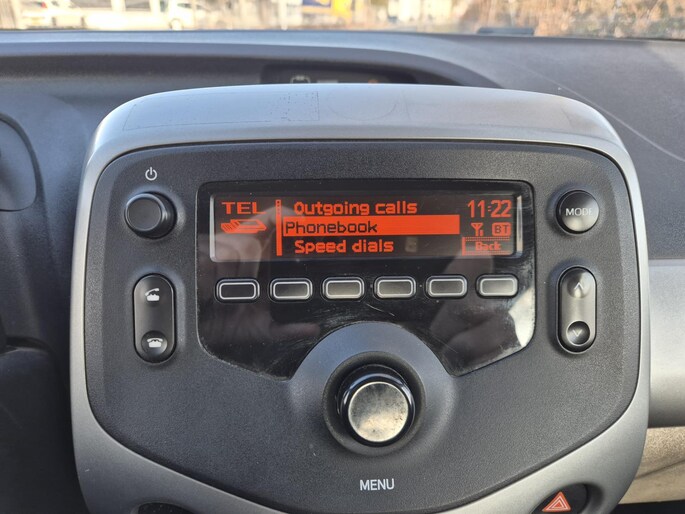 TEL
Outgoing calls
11:22
Phonebook
BT
Speed dials
Back
MODE
MENU